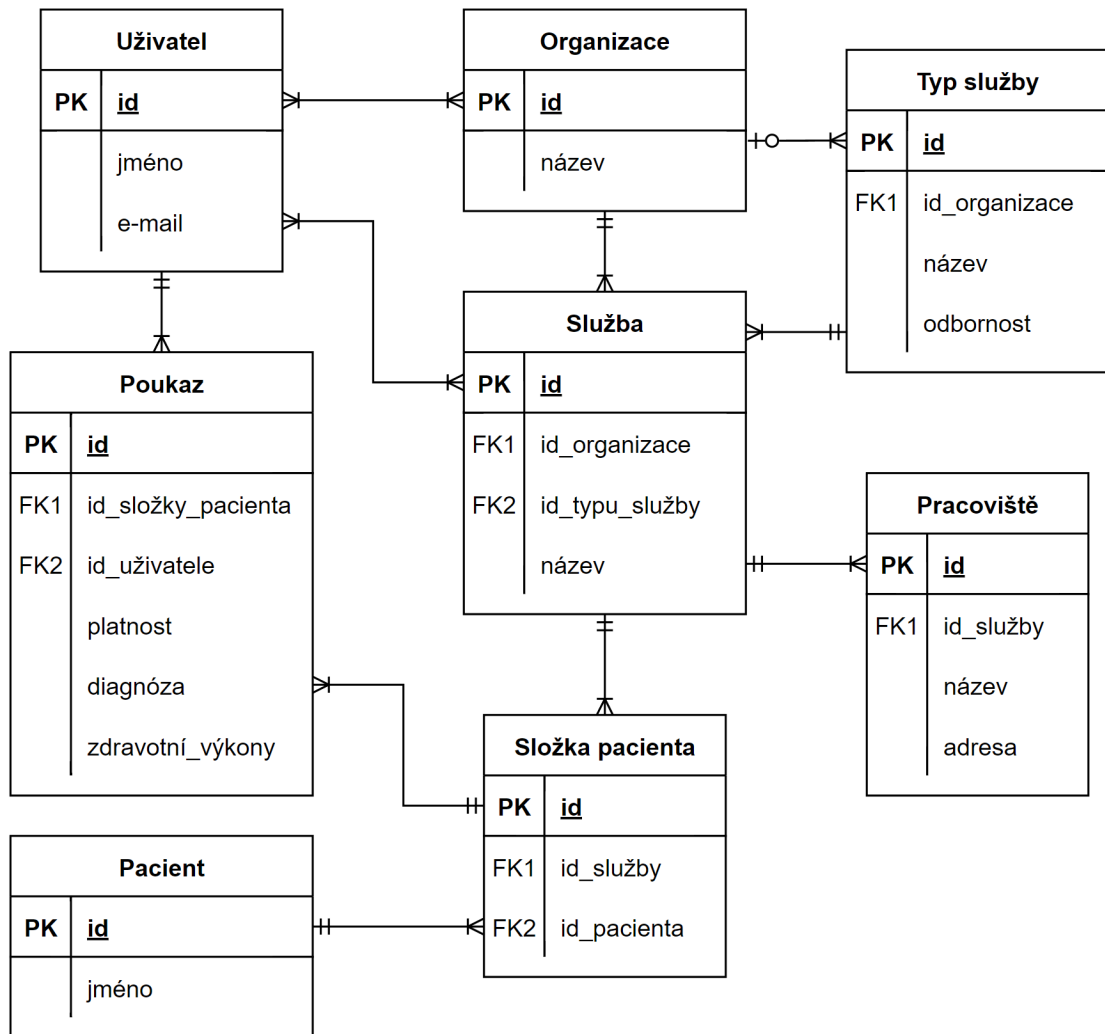 Uživatel
PK id
jméno
e-mail
Organizace
PK id
název
Typ služby
PK id
FK1 id_organizace
název
odbornost
Služba
PK id
FK1 id_organizace
FK2 id_typu_služby
název
Poukaz
PK id
FK1 id_složky_pacienta
FK2 id_uživatele
platnost
diagnóza
zdravotní_výkony
Pracoviště
PK id
FK1 id_služby
název
adresa
Složka pacienta
PK id
FK1 id_služby
FK2 id_pacienta
Pacient
PK id
jméno